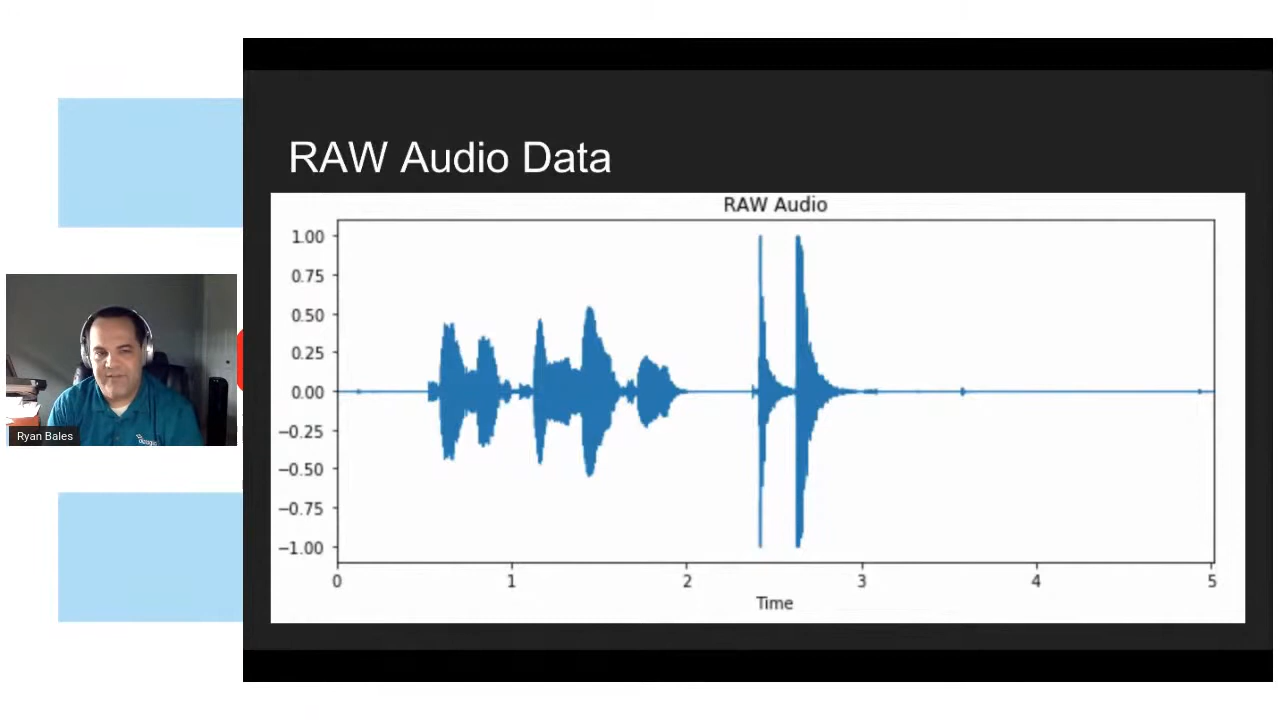 RAW Audio Data
RAW Audio
1.00
0.75
0.50
0.25
0.00
−0.25
−0.50
−0.75
−1.00
0 1 2 3 4 5
Time
Ryan Bales